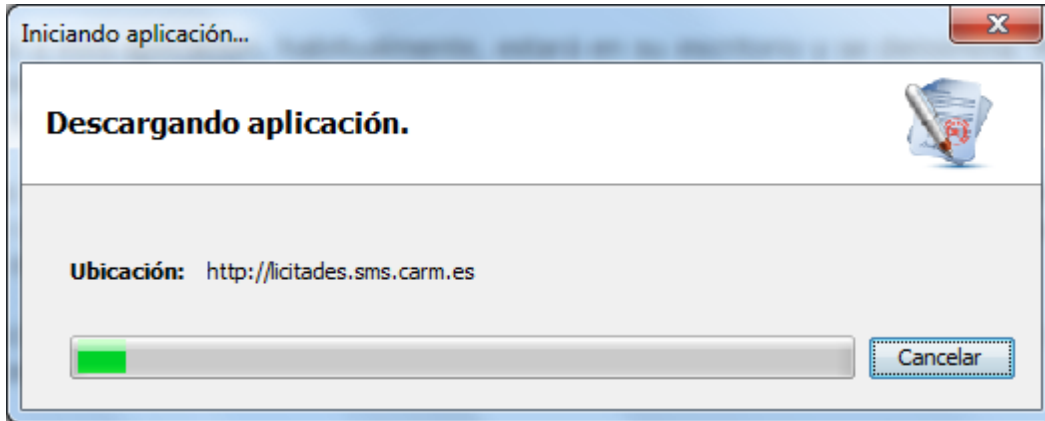 Iniciando aplicación...
Descargando aplicación.
Ubicación: http://licitades.sms.carm.es
Cancelar